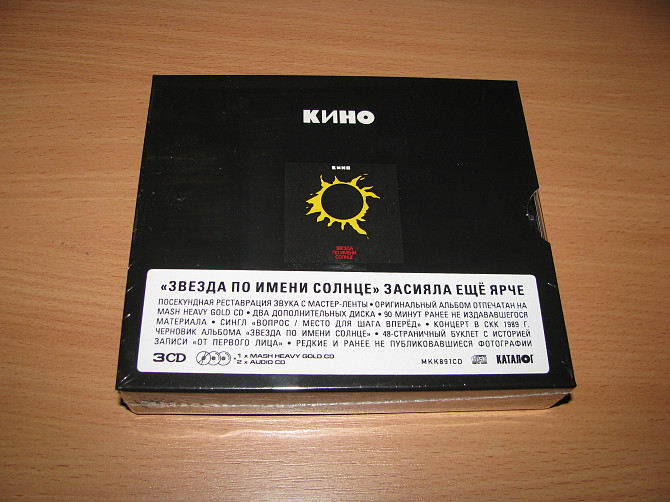 КИНО
КИНО
ЗВЕЗДА
ПО ИМЕНИ
СОЛНЦЕ
«ЗВЕЗДА ПО ИМЕНИ СОЛНЦЕ» ЗАСИЯЛА ЕЩЁ ЯРЧЕ
ПОСЕКУНДНАЯ РЕСТАВРАЦИЯ ЗВУКА С МАСТЕР-ЛЕНТЫ • ОРИГИНАЛЬНЫЙ АЛЬБОМ ОТПЕЧАТАН НА
MASH HEAVY GOLD CD • ДВА ДОПОЛНИТЕЛЬНЫХ ДИСКА • 90 МИНУТ РАНЕЕ НЕ ИЗДАВАВШЕГОСЯ
МАТЕРИАЛА • СИНГЛ «ВОПРОС / МЕСТО ДЛЯ ШАГА ВПЕРЁД» • КОНЦЕРТ В СКК 1989 Г.
ЧЕРНОВИК АЛЬБОМА «ЗВЕЗДА ПО ИМЕНИ СОЛНЦЕ» • 48-СТРАНИЧНЫЙ БУКЛЕТ С ИСТОРИЕЙ
ЗАПИСИ «ОТ ПЕРВОГО ЛИЦА» • РЕДКИЕ И РАНЕЕ НЕ ПУБЛИКОВАВШИЕСЯ ФОТОГРАФИИ
3CD 1 x MASH HEAVY GOLD CD МКК891CD КАТАЛОГ
2 x AUDIO CD